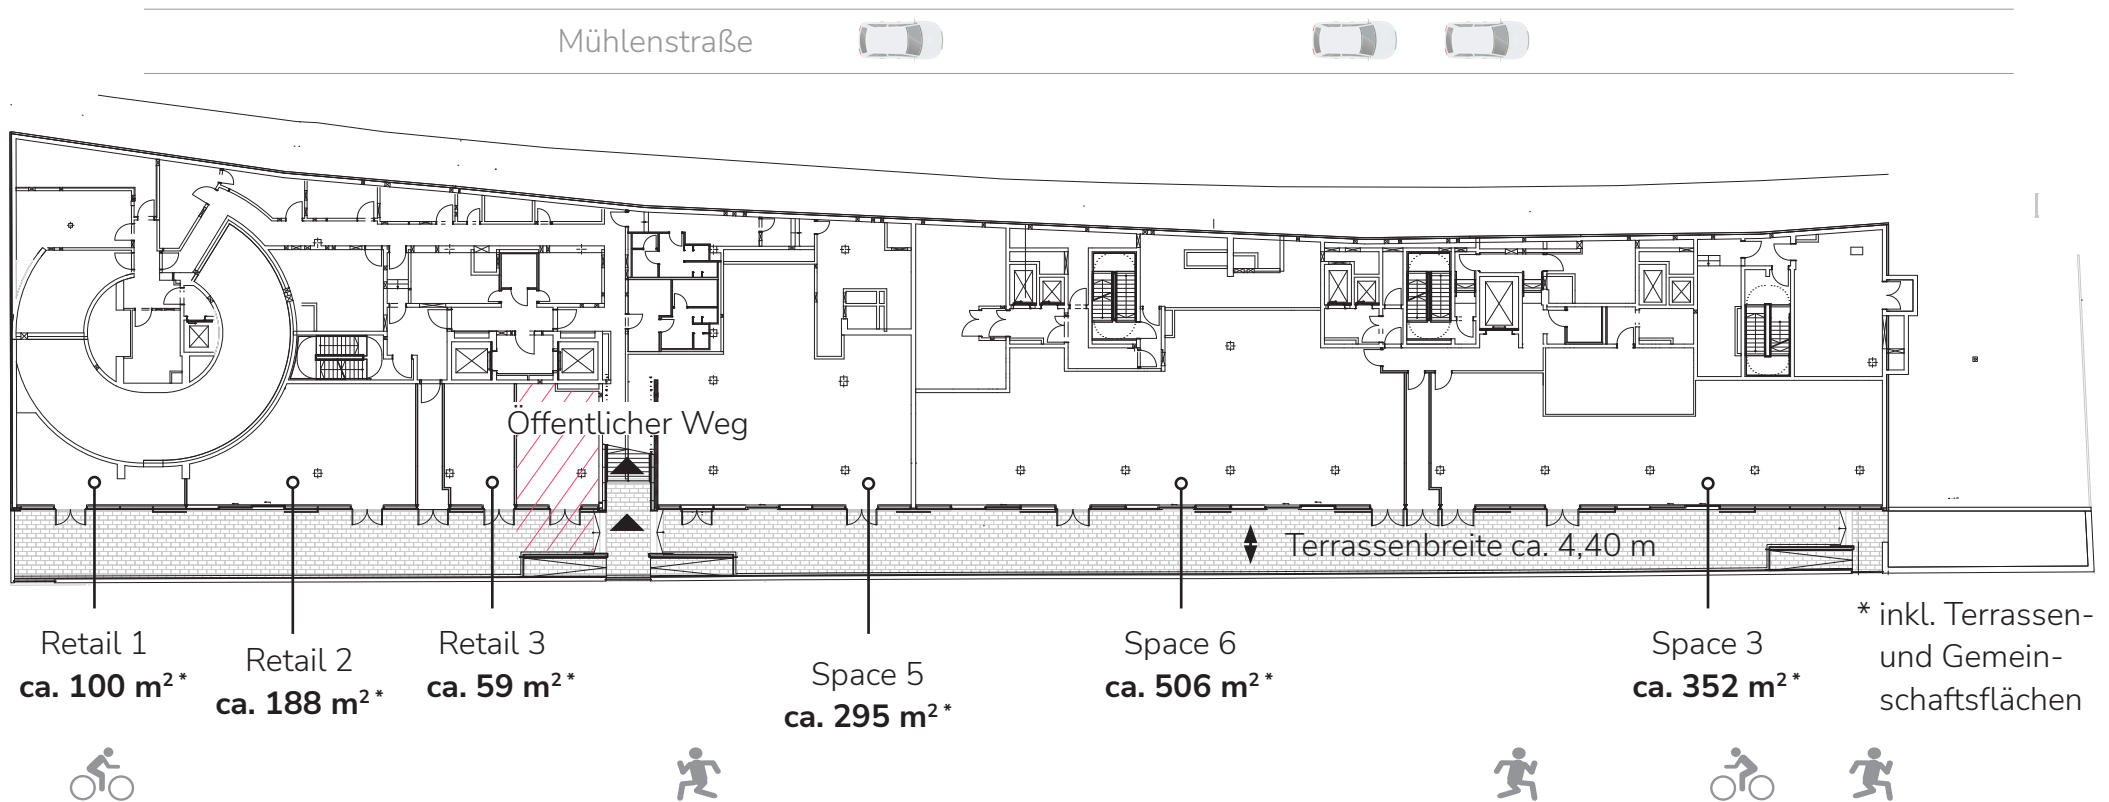 Mühlenstraße
Öffentlicher Weg
Terrassenbreite ca. 4,40 m
Retail 1
ca. 100 m² *
Retail 2
ca. 188 m² *
Retail 3
ca. 59 m² *
Space 5
ca. 295 m² *
Space 6
ca. 506 m² *
Space 3
ca. 352 m² *
* inkl. Terrassen-
und Gemein-
schaftsflächen